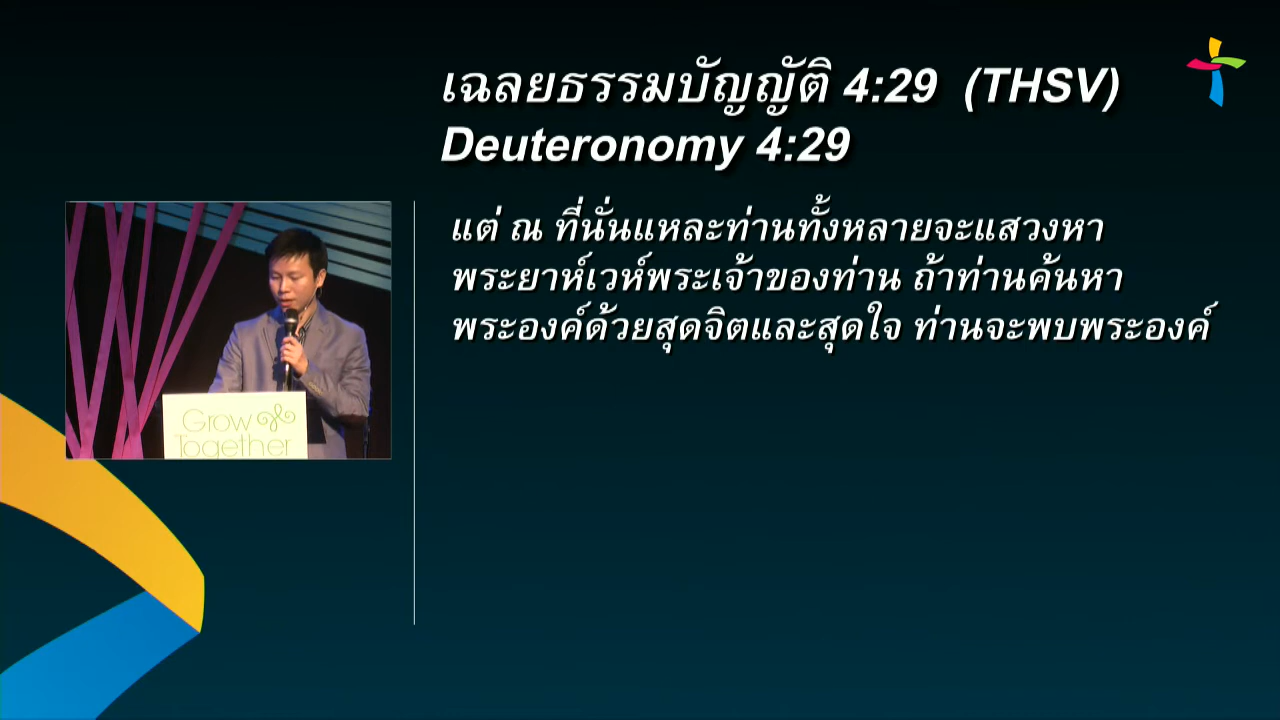 เฉลยธรรมบัญญัติ 4:29 (THSV)
Deuteronomy 4:29
แต่ ณ ที่นั่นแหละท่านทั้งหลายจะแสวงหา
พระยาห์เวห์พระเจ้าของท่าน ถ้าท่านค้นหา
พระองค์ด้วยสุดจิตและสุดใจ ท่านจะพบพระองค์
Grow
Together